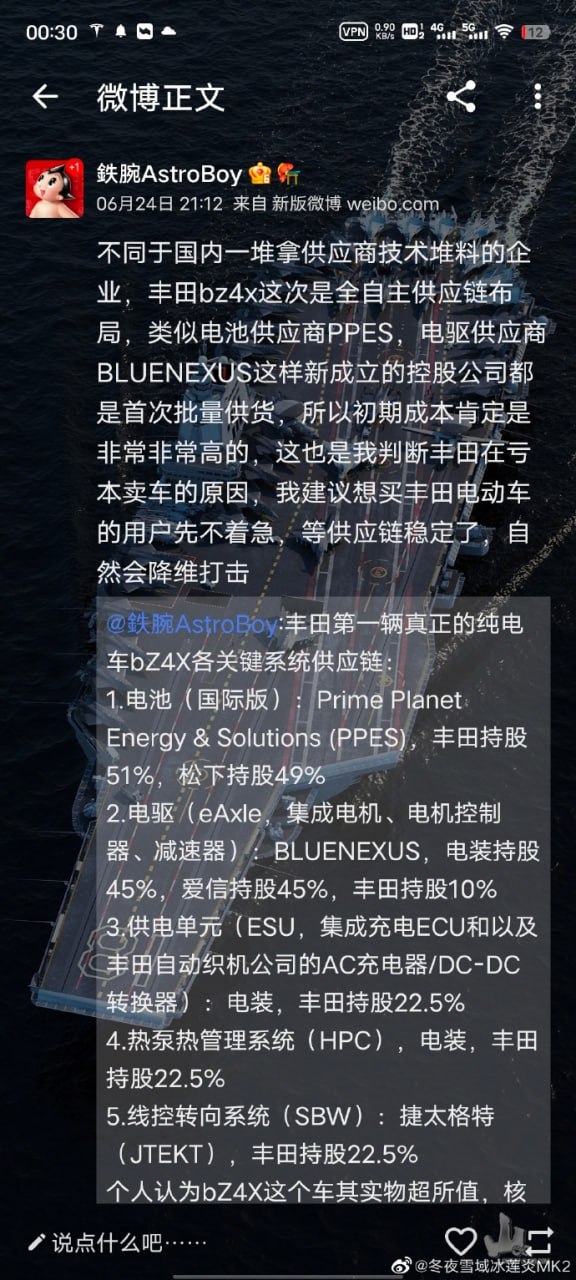 00:30
VPN
0.90
KB/s
HD 1
2
4G
5G
12
微博正文
鉄腕AstroBoy
06月24日 21:12 来自 新版微博 weibo.com
不同于国内一堆拿供应商技术堆料的企
业，丰田bz4x这次是全自主供应链布
局，类似电池供应商PPES，电驱供应商
BLUENEXUS这样新成立的控股公司都
是首次批量供货，所以初期成本肯定是
非常非常高的，这也是我判断丰田在亏
本卖车的原因，我建议想买丰田电动车
的用户先不着急，等供应链稳定了，自
然会降维打击
@鉄腕AstroBoy:丰田第一辆真正的纯电
车bZ4X各关键系统供应链：
1.电池（国际版）：Prime Planet
Energy & Solutions (PPES)，丰田持股
51%，松下持股49%
2.电驱（eAxle，集成电机、电机控制
器、减速器）：BLUENEXUS，电装持股
45%，爱信持股45%，丰田持股10%
3.供电单元（ESU，集成充电ECU和以及
丰田自动织机公司的AC充电器/DC-DC
转换器）：电装，丰田持股22.5%
4.热泵热管理系统（HPC），电装，丰田
持股22.5%
5.线控转向系统（SBW）：捷太格特
（JTEKT），丰田持股22.5%
个人认为bZ4X这个车其实物超所值，核
说点什么吧……
@冬夜雪域冰莲炎MK2